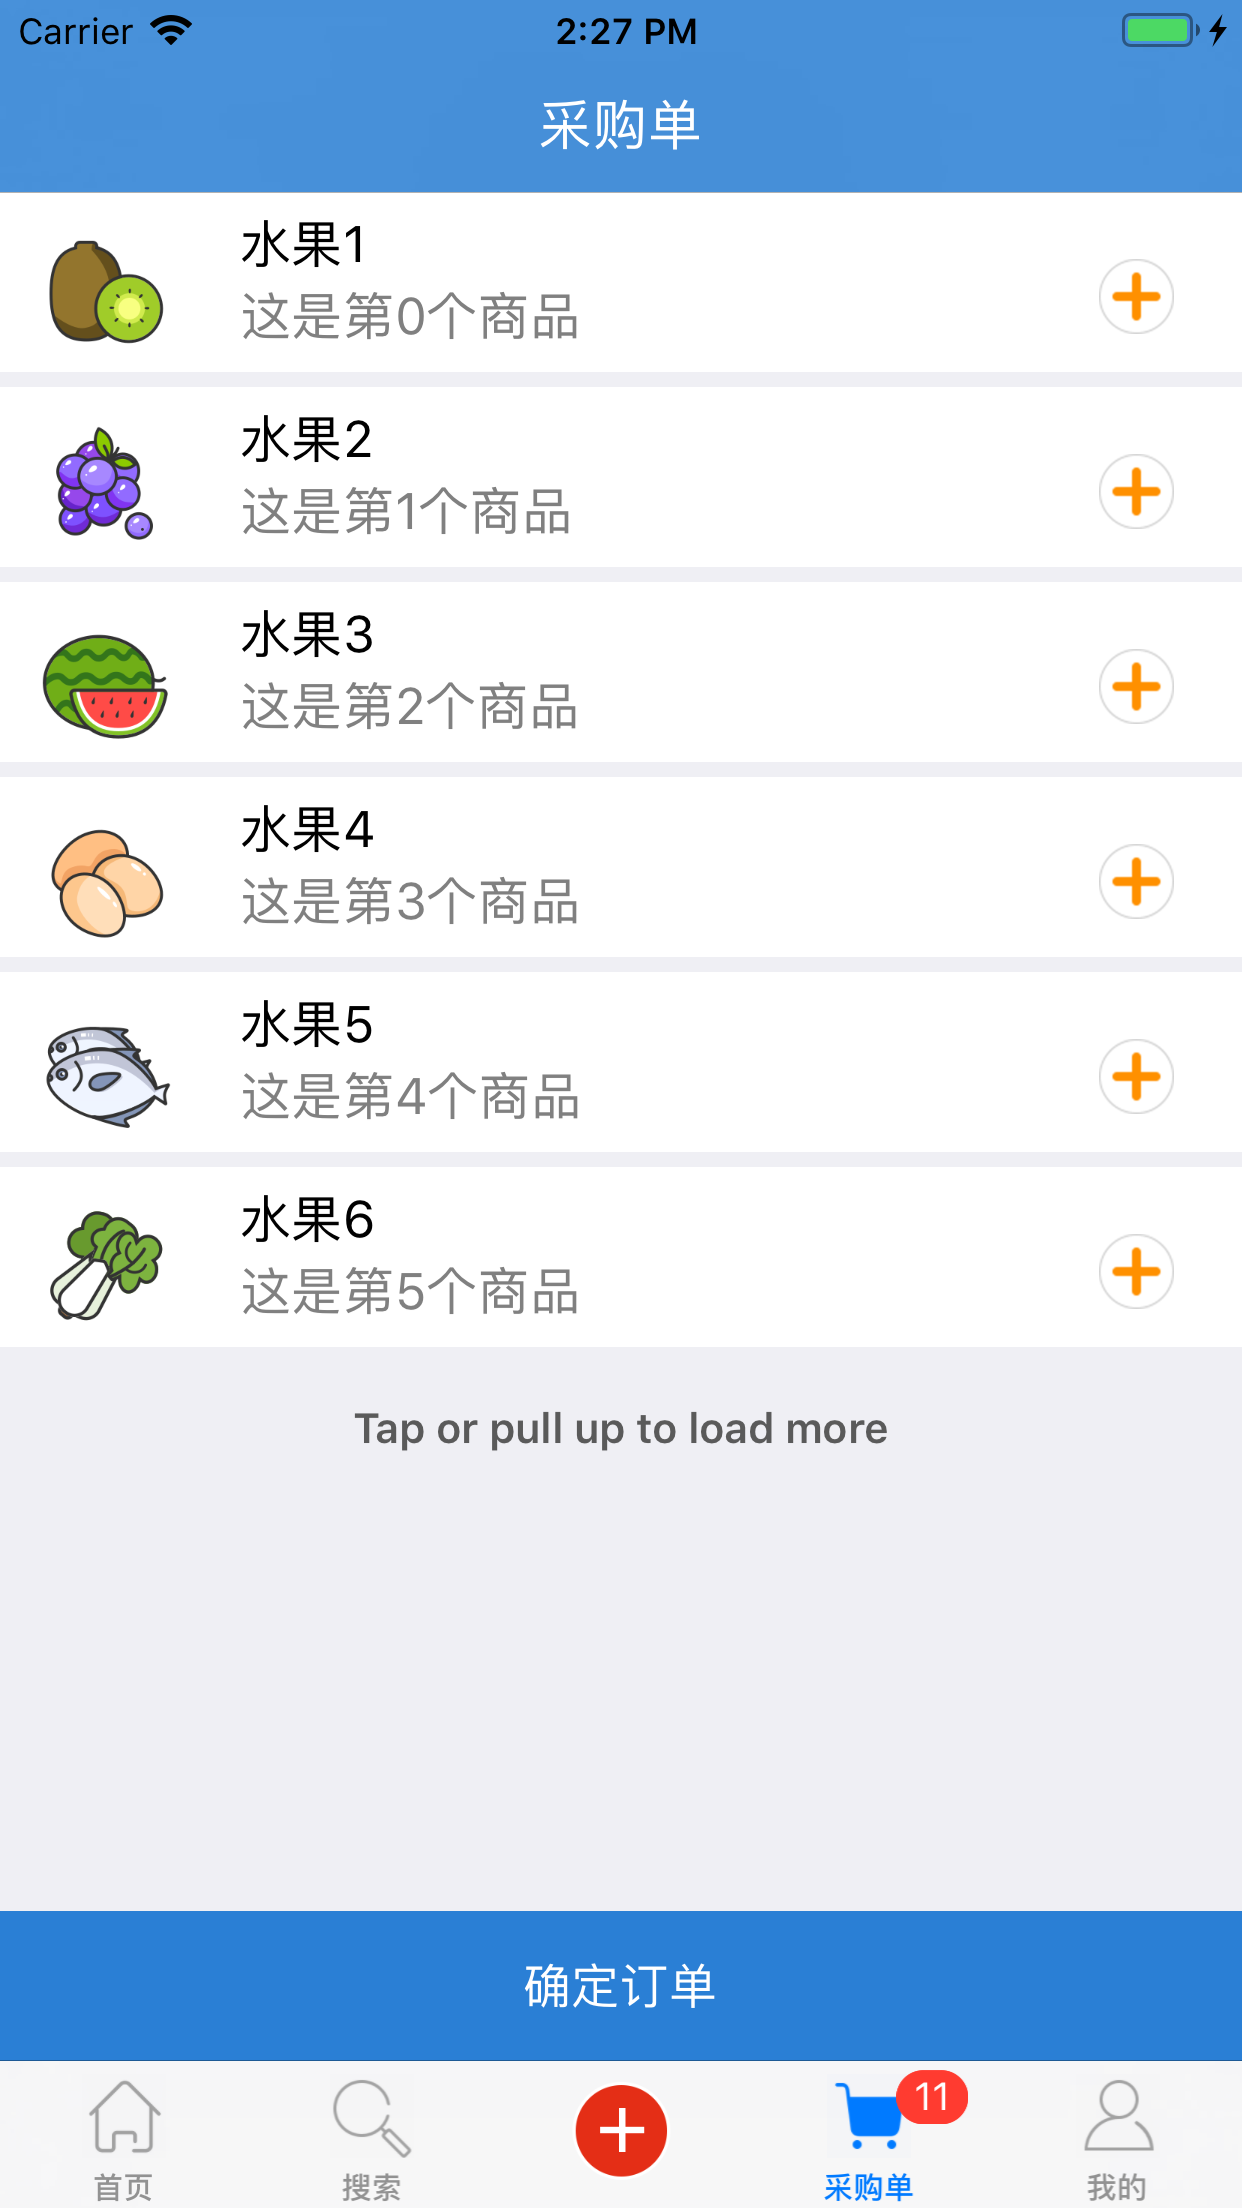 Carrier 2:27 PM
采购单
水果1
这是第0个商品
水果2
这是第1个商品
水果3
这是第2个商品
水果4
这是第3个商品
水果5
这是第4个商品
水果6
这是第5个商品
Tap or pull up to load more
确定订单
11
首页 搜索 采购单 我的